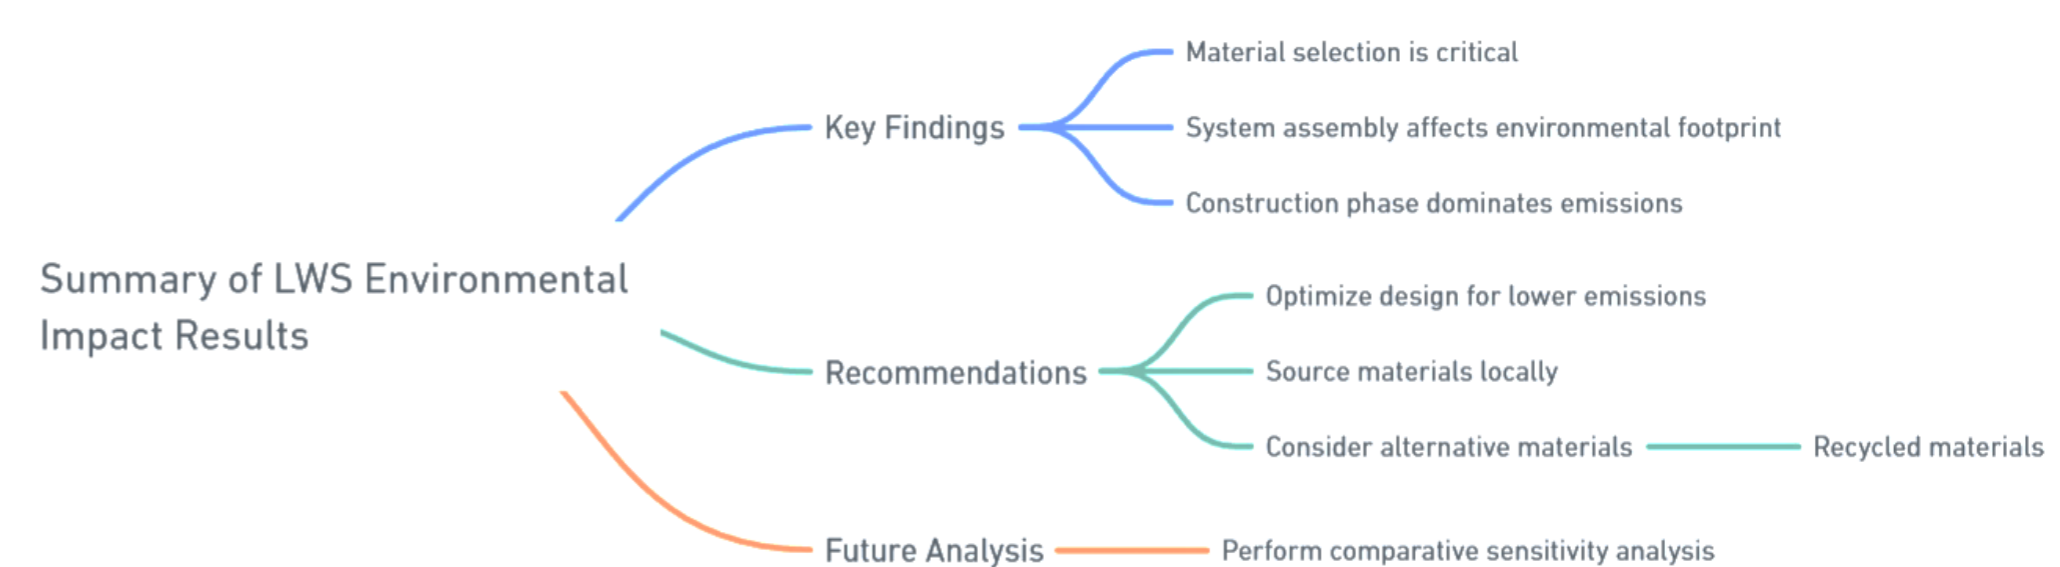 Summary of LWS Environmental
Impact Results
Key Findings
Material selection is critical
System assembly affects environmental footprint
Construction phase dominates emissions
Recommendations
Optimize design for lower emissions
Source materials locally
Consider alternative materials
Recycled materials
Future Analysis
Perform comparative sensitivity analysis